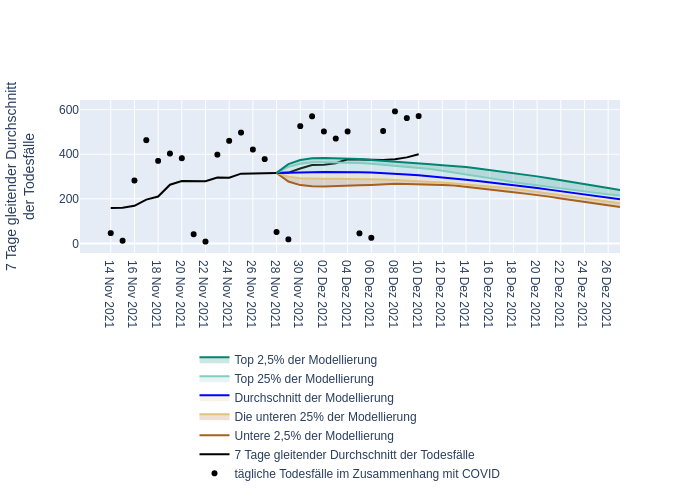 7 Tage gleitender Durchschnitt
der Todesfälle
600
400
200
0
14 Nov 2021
16 Nov 2021
18 Nov 2021
20 Nov 2021
22 Nov 2021
24 Nov 2021
26 Nov 2021
28 Nov 2021
30 Nov 2021
02 Dez 2021
04 Dez 2021
06 Dez 2021
08 Dez 2021
10 Dez 2021
12 Dez 2021
14 Dez 2021
16 Dez 2021
18 Dez 2021
20 Dez 2021
22 Dez 2021
24 Dez 2021
26 Dez 2021
Top 2,5% der Modellierung
Top 25% der Modellierung
Durchschnitt der Modellierung
Die unteren 25% der Modellierung
Untere 2,5% der Modellierung
7 Tage gleitender Durchschnitt der Todesfälle
tägliche Todesfälle im Zusammenhang mit COVID